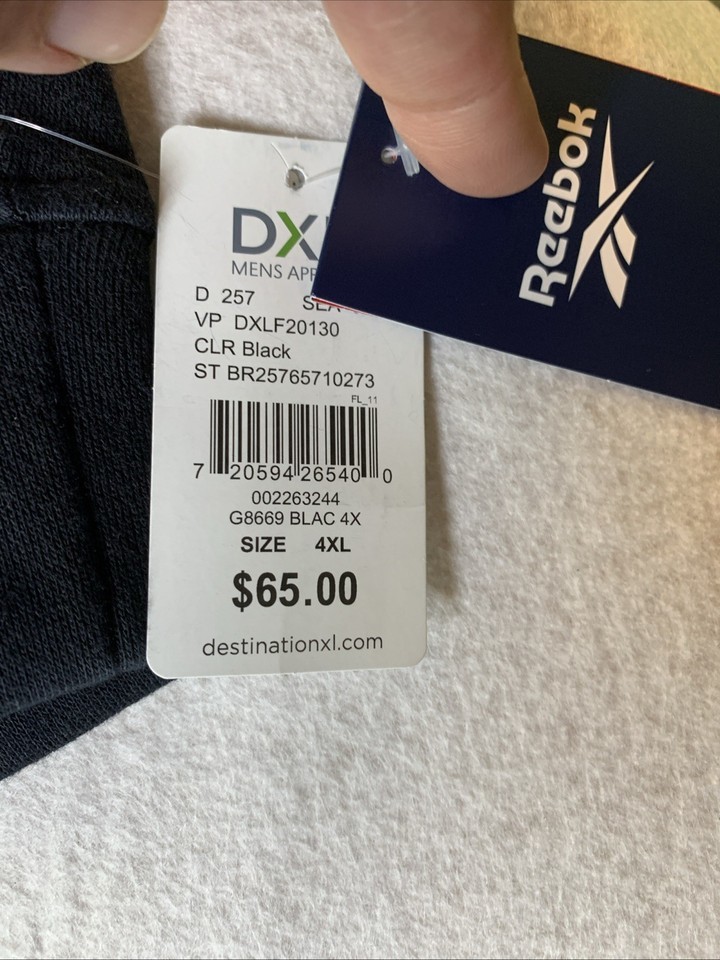 DX
MENS APP
D 257
VP DXLF20130
CLR Black
ST BR25765710273
FL_11
7 20594 26540 0
002263244
G8669 BLAC 4X
SIZE 4XL
$65.00
destinationxl.com
Reebok